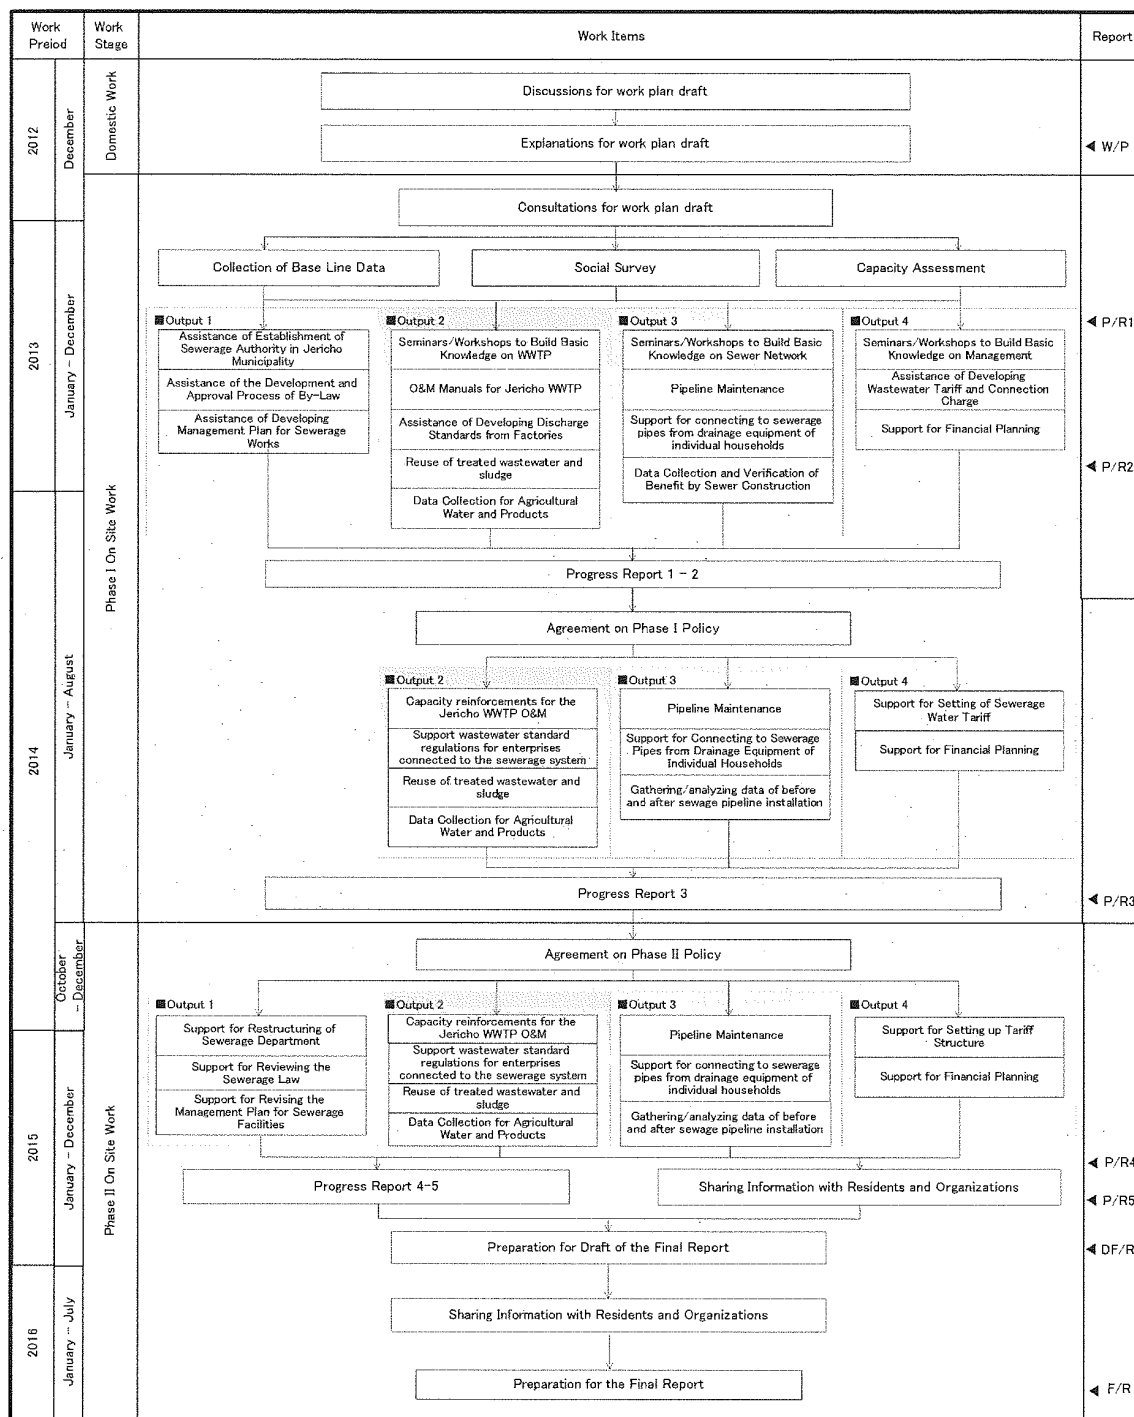 Work
Preiod
Work
Stage
Work Items
Report
2012
December
Domestic Work
Discussions for work plan draft
Explanations for work plan draft
W/P
Consultations for work plan draft
2013
January - December
Phase I On Site Work
Collection of Base Line Data
Social Survey
Capacity Assessment
P/R1
Output 1
Assistance of Establishment of
Sewerage Authority in Jericho
Municipality
Assistance of the Development and
Approval Process of By-Law
Assistance of Developing
Management Plan for Sewerage
Works
Output 2
Seminars/Workshops to Build Basic
Knowledge on WWTP
O&M Manuals for Jericho WWTP
Assistance of Developing Discharge
Standards from Factories
Reuse of treated wastewater and
sludge
Data Collection for Agricultural
Water and Products
Output 3
Seminars/Workshops to Build Basic
Knowledge on Sewer Network
Pipeline Maintenance
Support for connecting to sewerage
pipes from drainage equipment of
individual households
Data Collection and Verification of
Benefit by Sewer Construction
Output 4
Seminars/Workshops to Build Basic
Knowledge on Management
Assistance of Developing
Wastewater Tariff and Connection
Charge
Support for Financial Planning
P/R2
2014
January - August
Progress Report 1 - 2
Agreement on Phase I Policy
Output 2
Capacity reinforcements for the
Jericho WWTP O&M
Support wastewater standard
regulations for enterprises
connected to the sewerage system
Reuse of treated wastewater and
sludge
Data Collection for Agricultural
Water and Products
Output 3
Pipeline Maintenance
Support for Connecting to Sewerage
Pipes from Drainage Equipment of
Individual Households
Gathering/analyzing data of before
and after sewage pipeline installation
Output 4
Support for Setting of Sewerage
Water Tariff
Support for Financial Planning
Progress Report 3
P/R3
October
- December
Phase II On Site Work
Agreement on Phase II Policy
Output 1
Support for Restructuring of
Sewerage Department
Support for Reviewing the
Sewerage Law
Support for Revising the
Management Plan for Sewerage
Facilities
Output 2
Capacity reinforcements for the
Jericho WWTP O&M
Support wastewater standard
regulations for enterprises
connected to the sewerage system
Reuse of treated wastewater and
sludge
Data Collection for Agricultural
Water and Products
Output 3
Pipeline Maintenance
Support for connecting to sewerage
pipes from drainage equipment of
individual households
Gathering/analyzing data of before
and after sewage pipeline installation
Output 4
Support for Setting up Tariff
Structure
Support for Financial Planning
2015
January - December
P/R4
Progress Report 4-5
Sharing Information with Residents and Organizations
P/R5
Preparation for Draft of the Final Report
DF/R
2016
January - July
Sharing Information with Residents and Organizations
Preparation for the Final Report
F/R